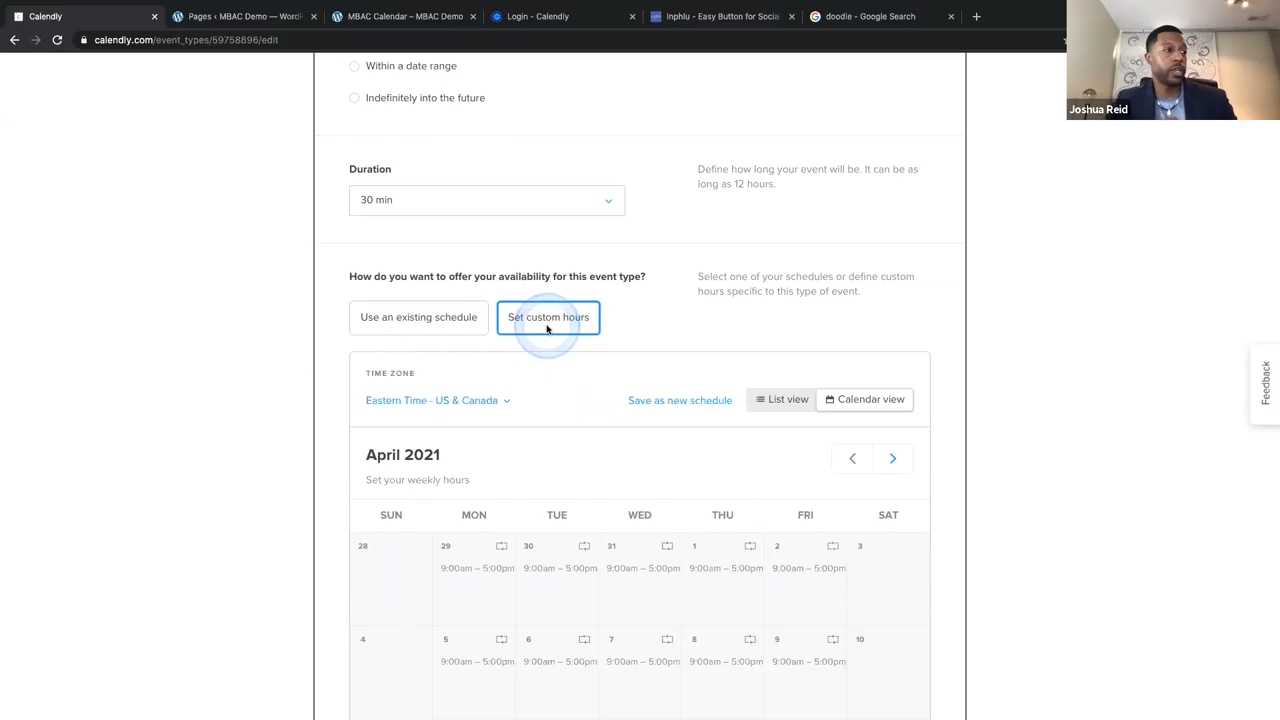 Calendly
Pages ‹ MBAC Demo — WordP
MBAC Calendar – MBAC Demo
Login - Calendly
Inphlu - Easy Button for Social
doodle - Google Search
calendly.com/event_types/59758896/edit
Joshua Reid
Within a date range
Indefinitely into the future
Duration
Define how long your event will be. It can be as
long as 12 hours.
30 min
How do you want to offer your availability for this event type?
Select one of your schedules or define custom
hours specific to this type of event.
Use an existing schedule
Set custom hours
TIME ZONE
Eastern Time - US & Canada
Save as new schedule
List view
Calendar view
April 2021
Set your weekly hours
SUN MON TUE WED THU FRI SAT
28 29 30 31 1 2 3
9:00am – 5:00pm 9:00am – 5:00pm 9:00am – 5:00pm 9:00am – 5:00pm 9:00am – 5:00pm
4 5 6 7 8 9 10
9:00am – 5:00pm 9:00am – 5:00pm 9:00am – 5:00pm 9:00am – 5:00pm 9:00am – 5:00pm
Feedback